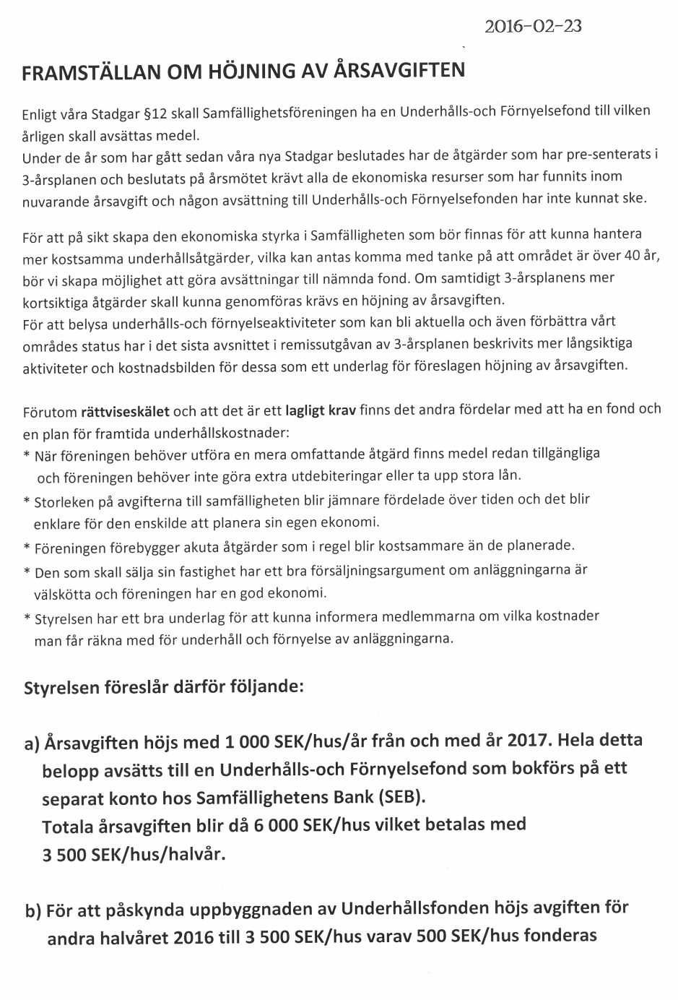 2016-02-23
FRAMSTÄLLAN OM HÖJNING AV ÅRSAVGIFTEN
Enligt våra Stadgar §12 skall Samfällighetsföreningen ha en Underhålls-och Förnyelsefond till vilken
årligen skall avsättas medel.
Under de år som har gått sedan våra nya Stadgar beslutades har de åtgärder som har pre-senterats i
3-årsplanen och beslutats på årsmötet krävt alla de ekonomiska resurser som har funnits inom
nuvarande årsavgift och någon avsättning till Underhålls-och Förnyelsefonden har inte kunnat ske.
För att på sikt skapa den ekonomiska styrka i Samfälligheten som bör finnas för att kunna hantera
mer kostsamma underhållsåtgärder, vilka kan antas komma med tanke på att området är över 40 år,
bör vi skapa möjlighet att göra avsättningar till nämnda fond. Om samtidigt 3-årsplanens mer
kortsiktiga åtgärder skall kunna genomföras krävs en höjning av årsavgiften.
För att belysa underhålls-och förnyelseaktiviteter som kan bli aktuella och även förbättra vårt
områdes status har i det sista avsnittet i remissutgåvan av 3-årsplanen beskrivits mer långsiktiga
aktiviteter och kostnadsbilden för dessa som ett underlag för föreslagen höjning av årsavgiften.
Förutom rättviseskälet och att det är ett lagligt krav finns det andra fördelar med att ha en fond och
en plan för framtida underhållskostnader:
* När föreningen behöver utföra en mera omfattande åtgärd finns medel redan tillgängliga
och föreningen behöver inte göra extra utdebiteringar eller ta upp stora lån.
* Storleken på avgifterna till samfälligheten blir jämnare fördelade över tiden och det blir
enklare för den enskilde att planera sin egen ekonomi.
* Föreningen förebygger akuta åtgärder som i regel blir kostsammare än de planerade.
* Den som skall sälja sin fastighet har ett bra försäljningsargument om anläggningarna är
välskötta och föreningen har en god ekonomi.
* Styrelsen har ett bra underlag för att kunna informera medlemmarna om vilka kostnader
man får räkna med för underhåll och förnyelse av anläggningarna.
Styrelsen föreslår därför följande:
a) Årsavgiften höjs med 1 000 SEK/hus/år från och med år 2017. Hela detta
belopp avsätts till en Underhålls-och Förnyelsefond som bokförs på ett
separat konto hos Samfällighetens Bank (SEB).
Totala årsavgiften blir då 6 000 SEK/hus vilket betalas med
3 500 SEK/hus/halvår.
b) För att påskynda uppbyggnaden av Underhållsfonden höjs avgiften för
andra halvåret 2016 till 3 500 SEK/hus varav 500 SEK/hus fonderas